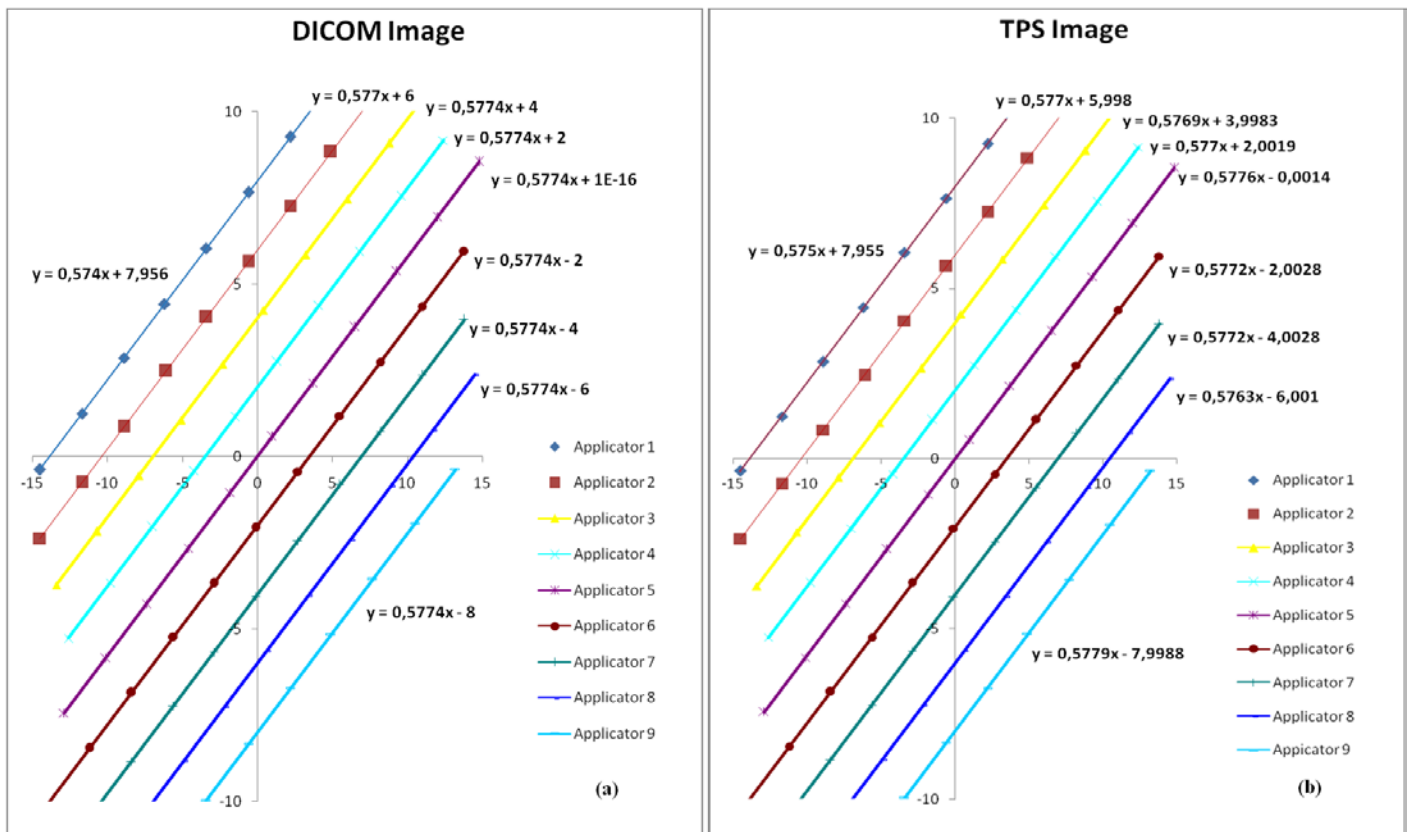 DICOM Image
10
y = 0,577x + 6
y = 0,5774x + 4
y = 0,5774x + 2
y = 0,5774x + 1E-16
y = 0,574x + 7,956
y = 0,5774x - 2
5
y = 0,5774x - 4
y = 0,5774x - 6
-15
-10
-5
0
5
10
15
Applicator 1
Applicator 2
Applicator 3
Applicator 4
Applicator 5
Applicator 6
Applicator 7
Applicator 8
Applicator 9
-5
y = 0,5774x - 8
-10
(a)
TPS Image
10
y = 0,577x + 5,998
y = 0,5769x + 3,9983
y = 0,577x + 2,0019
y = 0,5776x - 0,0014
y = 0,575x + 7,955
y = 0,5772x - 2,0028
5
y = 0,5772x - 4,0028
y = 0,5763x - 6,001
-15
-10
-5
0
5
10
15
Applicator 1
Applicator 2
Applicator 3
Applicator 4
Applicator 5
Applicator 6
Applicator 7
Applicator 8
Appicator 9
-5
y = 0,5779x - 7,9988
-10
(b)